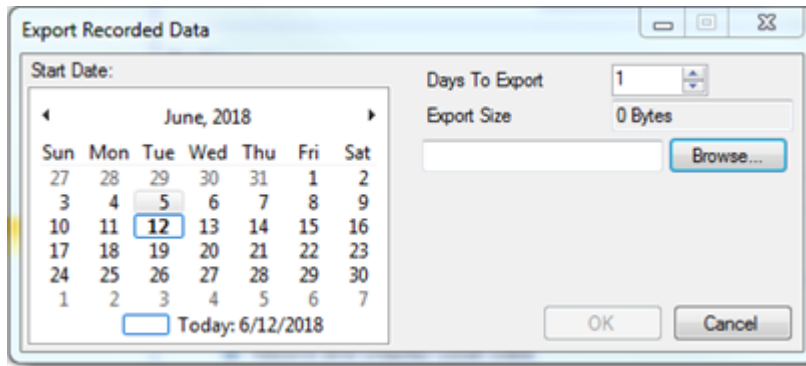 Export Recorded Data
Start Date:
June, 2018
Sun Mon Tue Wed Thu Fri Sat
27 28 29 30 31 1 2
3 4 5 6 7 8 9
10 11 12 13 14 15 16
17 18 19 20 21 22 23
24 25 26 27 28 29 30
1 2 3 4 5 6 7
Today: 6/12/2018
Days To Export 1
Export Size 0 Bytes
Browse...
OK Cancel